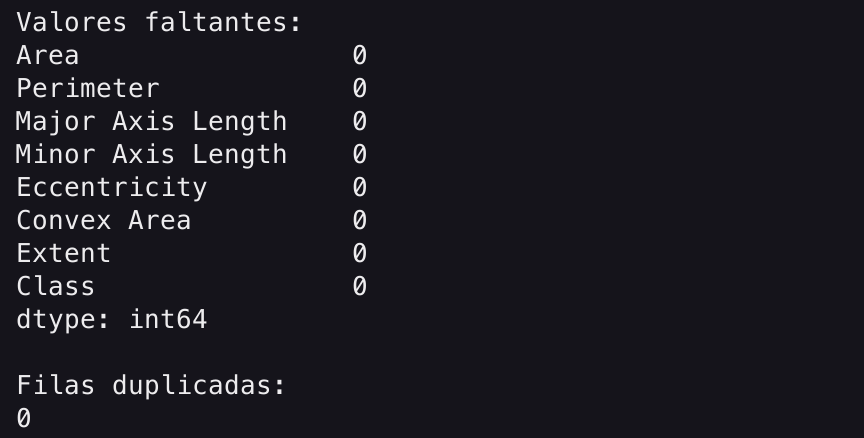 Valores faltantes:
Area 0
Perimeter 0
Major Axis Length 0
Minor Axis Length 0
Eccentricity 0
Convex Area 0
Extent 0
Class 0
dtype: int64
Filas duplicadas:
0